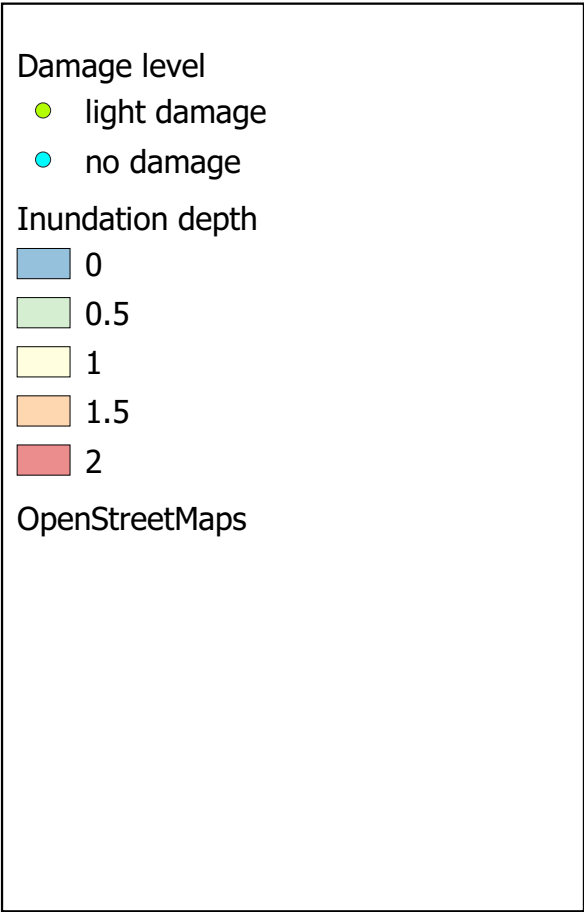 Damage level
light damage
no damage
Inundation depth
0
0.5
1
1.5
2
OpenStreetMaps